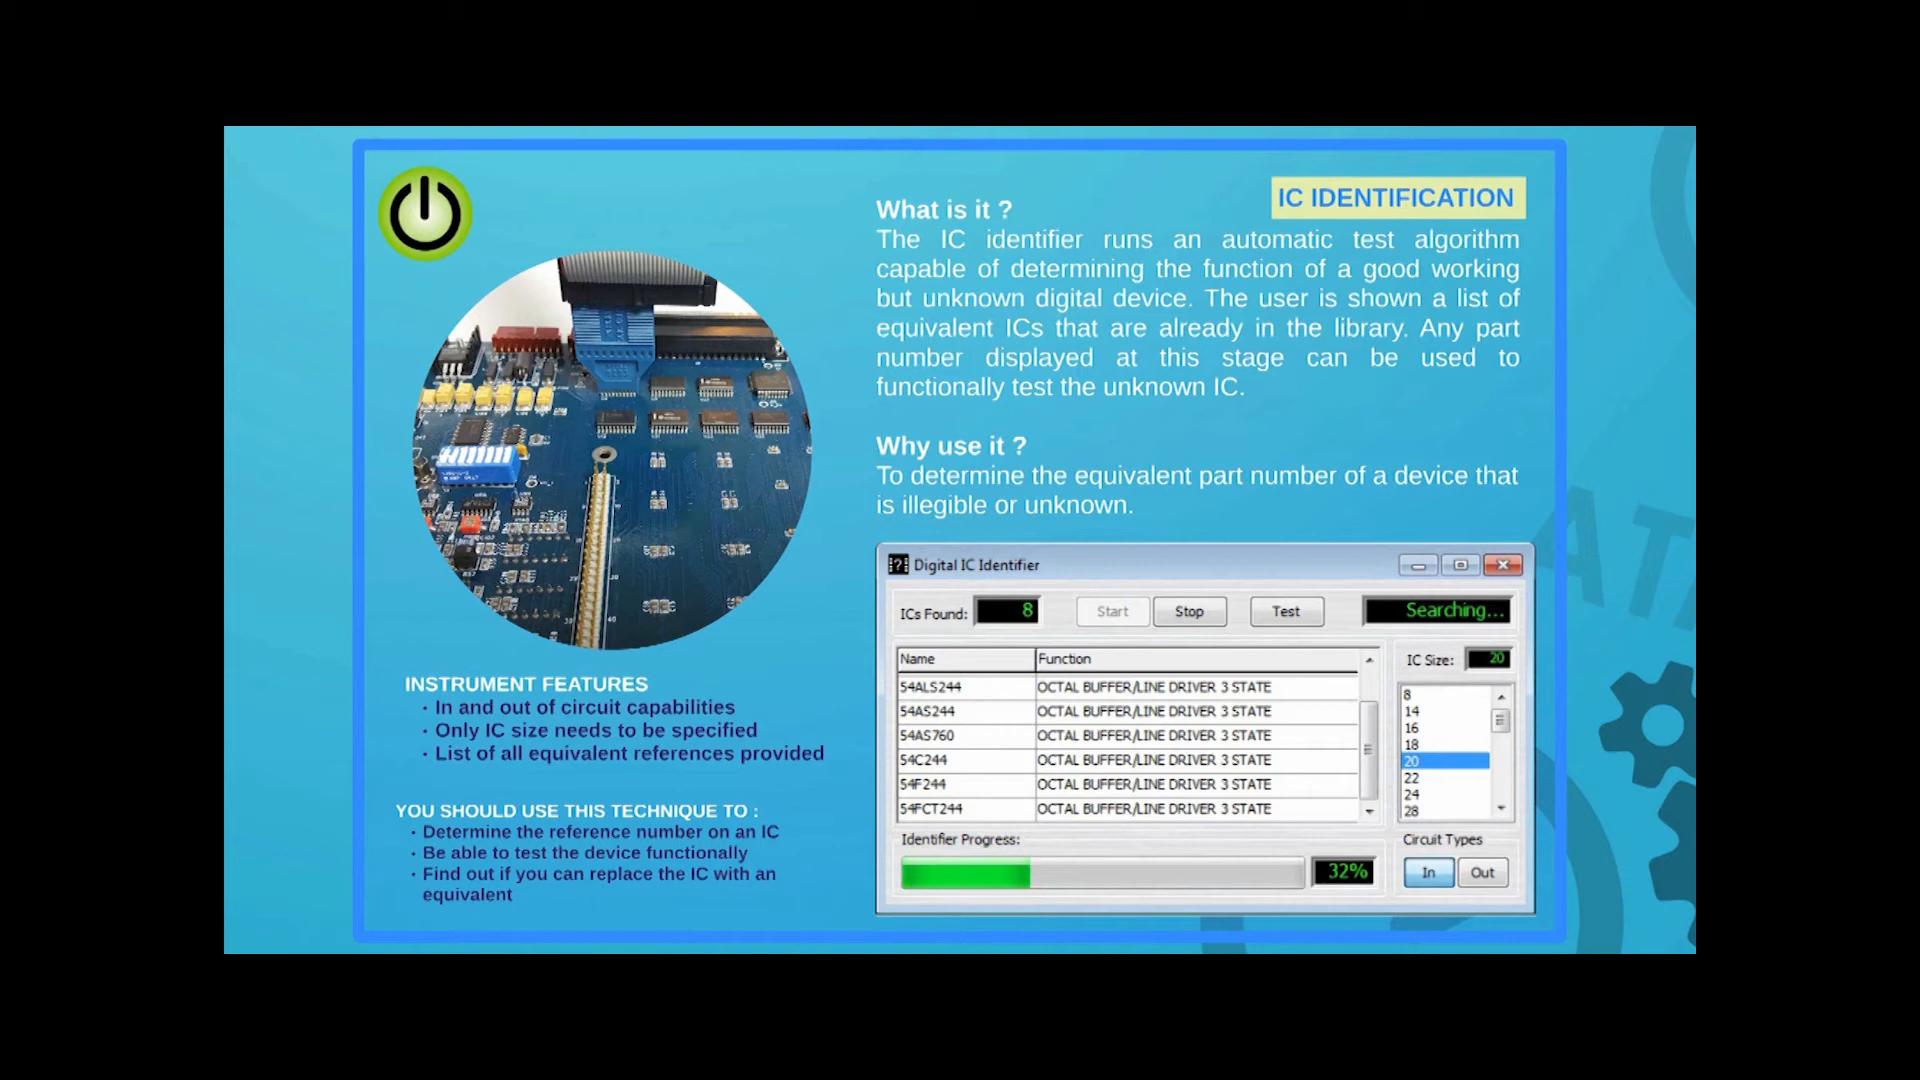 IC IDENTIFICATION
What is it ?
The IC identifier runs an automatic test algorithm
capable of determining the function of a good working
but unknown digital device. The user is shown a list of
equivalent ICs that are already in the library. Any part
number displayed at this stage can be used to
functionally test the unknown IC.
Why use it ?
To determine the equivalent part number of a device that
is illegible or unknown.
INSTRUMENT FEATURES
· In and out of circuit capabilities
· Only IC size needs to be specified
· List of all equivalent references provided
YOU SHOULD USE THIS TECHNIQUE TO :
· Determine the reference number on an IC
· Be able to test the device functionally
· Find out if you can replace the IC with an
equivalent
Digital IC Identifier
ICs Found: 8 Start Stop Test Searching...
Name Function
54ALS244 OCTAL BUFFER/LINE DRIVER 3 STATE
54AS244 OCTAL BUFFER/LINE DRIVER 3 STATE
54AS760 OCTAL BUFFER/LINE DRIVER 3 STATE
54C244 OCTAL BUFFER/LINE DRIVER 3 STATE
54F244 OCTAL BUFFER/LINE DRIVER 3 STATE
54FCT244 OCTAL BUFFER/LINE DRIVER 3 STATE
IC Size: 20
8
14
16
18
20
22
24
28
Identifier Progress:
32%
Circuit Types
In Out